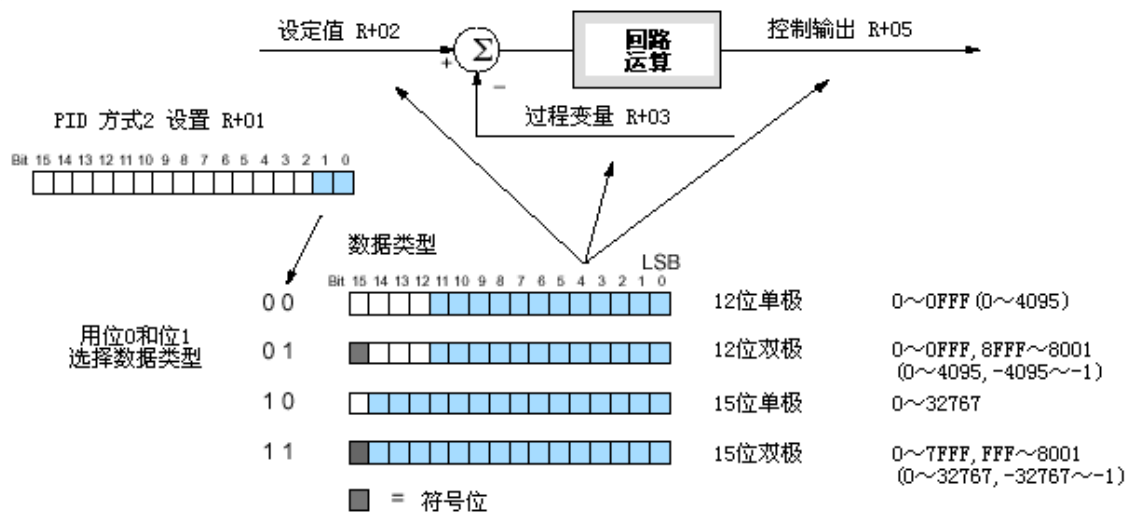 设定值 R+02
控制输出 R+05
Σ
+
−
回路
运算
过程变量 R+03
PID 方式2 设置 R+01
Bit 15 14 13 12 11 10 9 8 7 6 5 4 3 2 1 0
数据类型
LSB
Bit 15 14 13 12 11 10 9 8 7 6 5 4 3 2 1 0
0 0
12位单极
0～0FFF (0～4095)
用位0和位1
选择数据类型
0 1
12位双极
0～0FFF, 8FFF～8001
(0～4095, -4095～-1)
1 0
15位单极
0～32767
1 1
15位双极
0～7FFF, FFF～8001
(0～32767, -32767～-1)
= 符号位